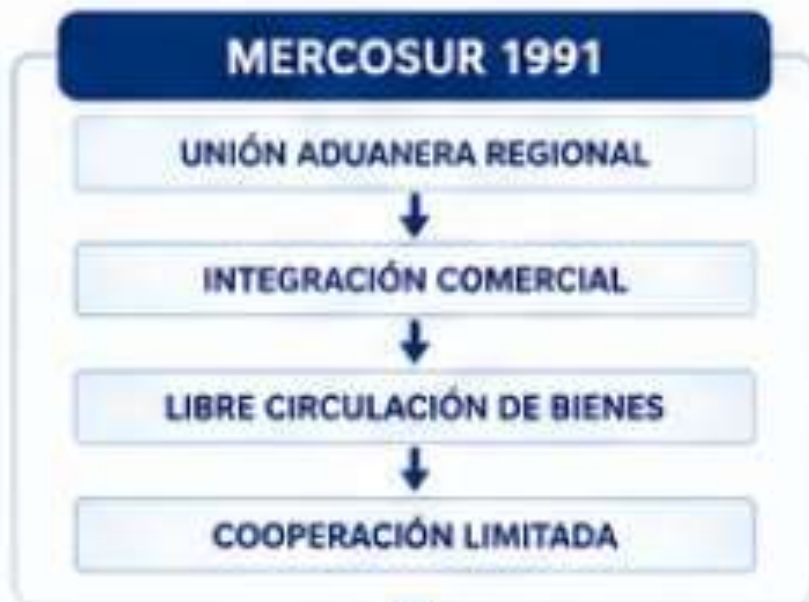 MERCOSUR 1991
UNIÓN ADUANERA REGIONAL
INTEGRACIÓN COMERCIAL
LIBRE CIRCULACIÓN DE BIENES
COOPERACIÓN LIMITADA